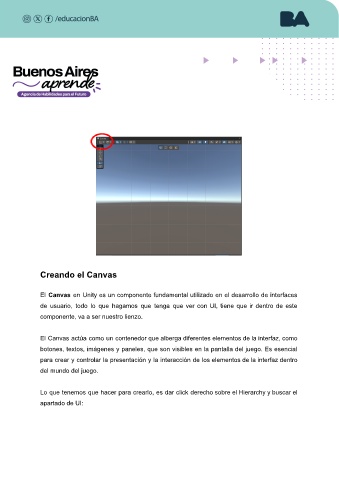 /educacionBA
BA
Buenos Aires
aprende
Agencia de Habilidades para el Futuro
Creando el Canvas
El Canvas en Unity es un componente fundamental utilizado en el desarrollo de interfaces
de usuario, todo lo que hagamos que tenga que ver con UI, tiene que ir dentro de este
componente, va a ser nuestro lienzo.
El Canvas actúa como un contenedor que alberga diferentes elementos de la interfaz, como
botones, textos, imágenes y paneles, que son visibles en la pantalla del juego. Es esencial
para crear y controlar la presentación y la interacción de los elementos de la interfaz dentro
del mundo del juego.
Lo que tenemos que hacer para crearlo, es dar click derecho sobre el Hierarchy y buscar el
apartado de UI: